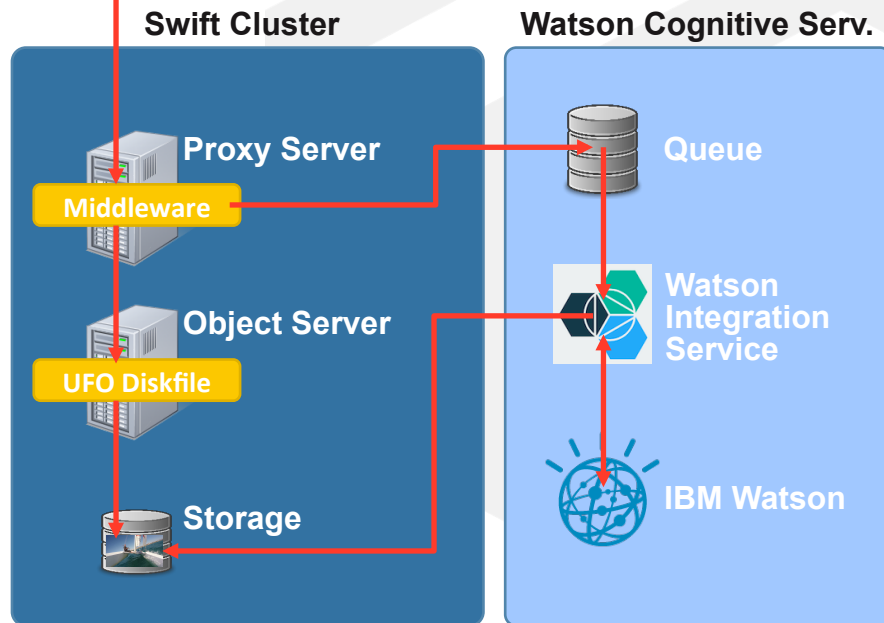 Swift Cluster
Proxy Server
Middleware
Object Server
UFO Diskfile
Storage
Watson Cognitive Serv.
Queue
Watson
Integration
Service
IBM Watson